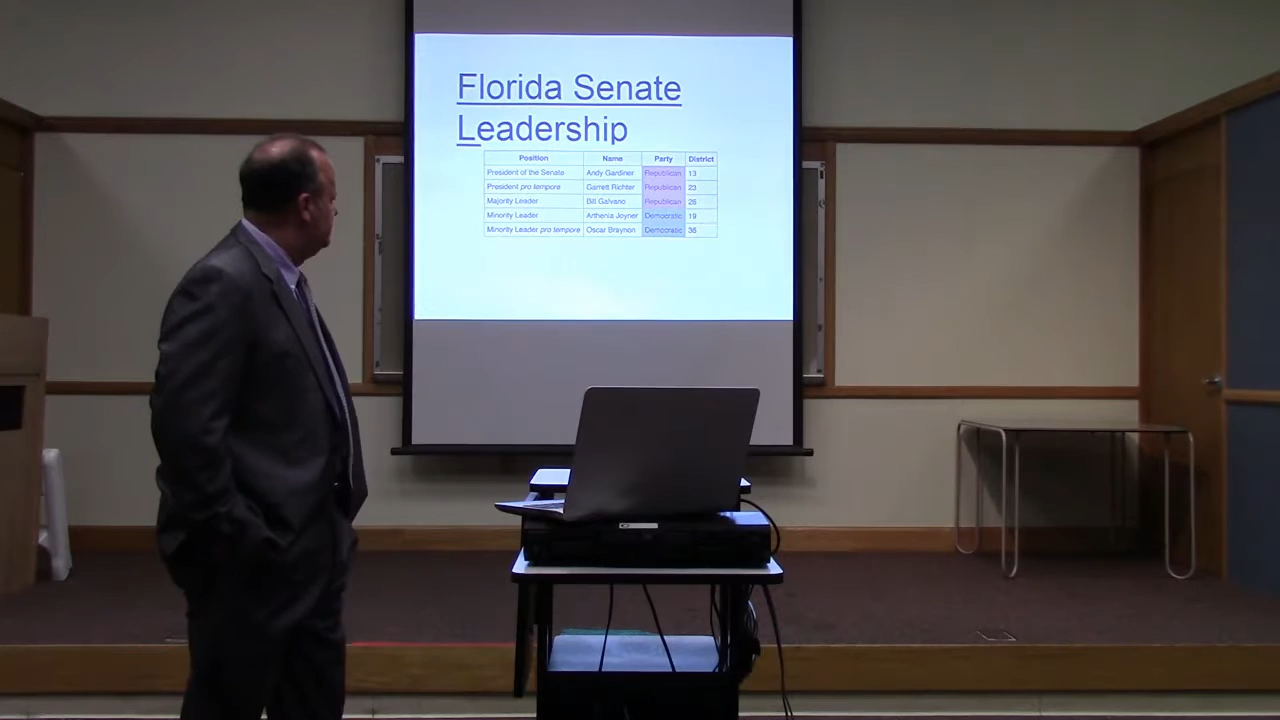 Florida Senate
Leadership
Position Name Party District
President of the Senate Andy Gardiner Republican 13
President pro tempore Garrett Richter Republican 23
Majority Leader Bill Galvano Republican 26
Minority Leader Arthenia Joyner Democratic 19
Minority Leader pro tempore Oscar Braynon Democratic 36